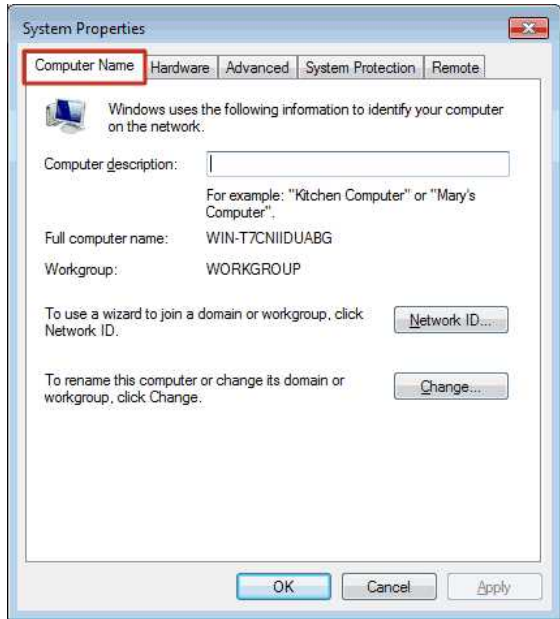 System Properties
Computer Name Hardware Advanced System Protection Remote
Windows uses the following information to identify your computer
on the network.
Computer description:
For example: "Kitchen Computer" or "Mary's
Computer".
Full computer name: WIN-T7CNIIDUABG
Workgroup: WORKGROUP
To use a wizard to join a domain or workgroup, click
Network ID.
Network ID...
To rename this computer or change its domain or
workgroup, click Change.
Change...
OK Cancel Apply